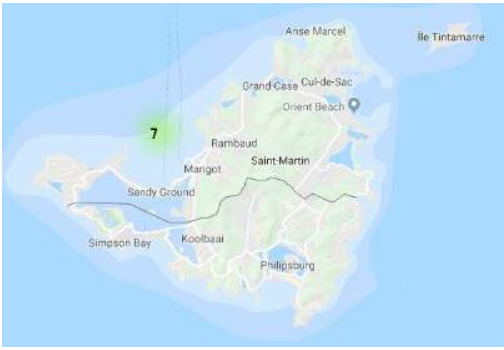 Anse Marcel
Île Tintamarre
Grand Case
Cul-de-Sac
Orient Beach
7
Rambaud
Saint-Martin
Marigot
Sandy Ground
Simpson Bay
Koolbaai
Philipsburg